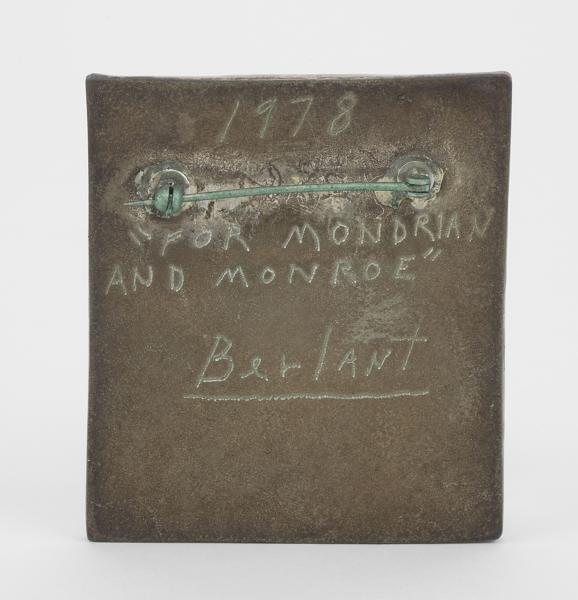 1978
"FOR MONDRIAN
AND MONROE"
Berlant